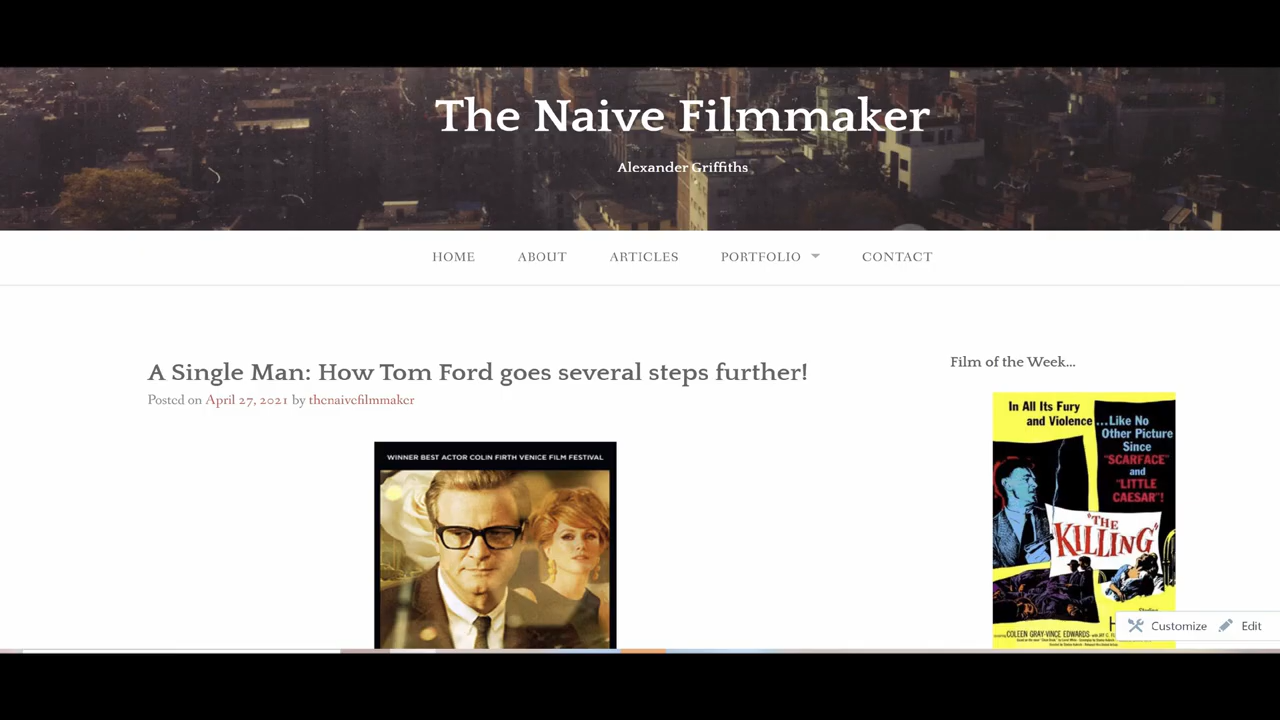 The Naive Filmmaker
Alexander Griffiths
HOME ABOUT ARTICLES PORTFOLIO CONTACT
A Single Man: How Tom Ford goes several steps further!
Posted on April 27, 2021 by thenaivefilmmaker
WINNER BEST ACTOR COLIN FIRTH VENICE FILM FESTIVAL
Film of the Week...
In All Its Fury
and Violence ...Like No
Other Picture
Since
"SCARFACE"
and
"LITTLE
CAESAR"!
"THE
KILLING"
COLEEN GRAY·VINCE EDWARDS
Customize Edit